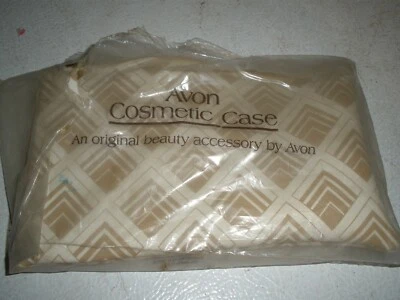 Avon
Cosmetic Case
An original beauty accessory by Avon